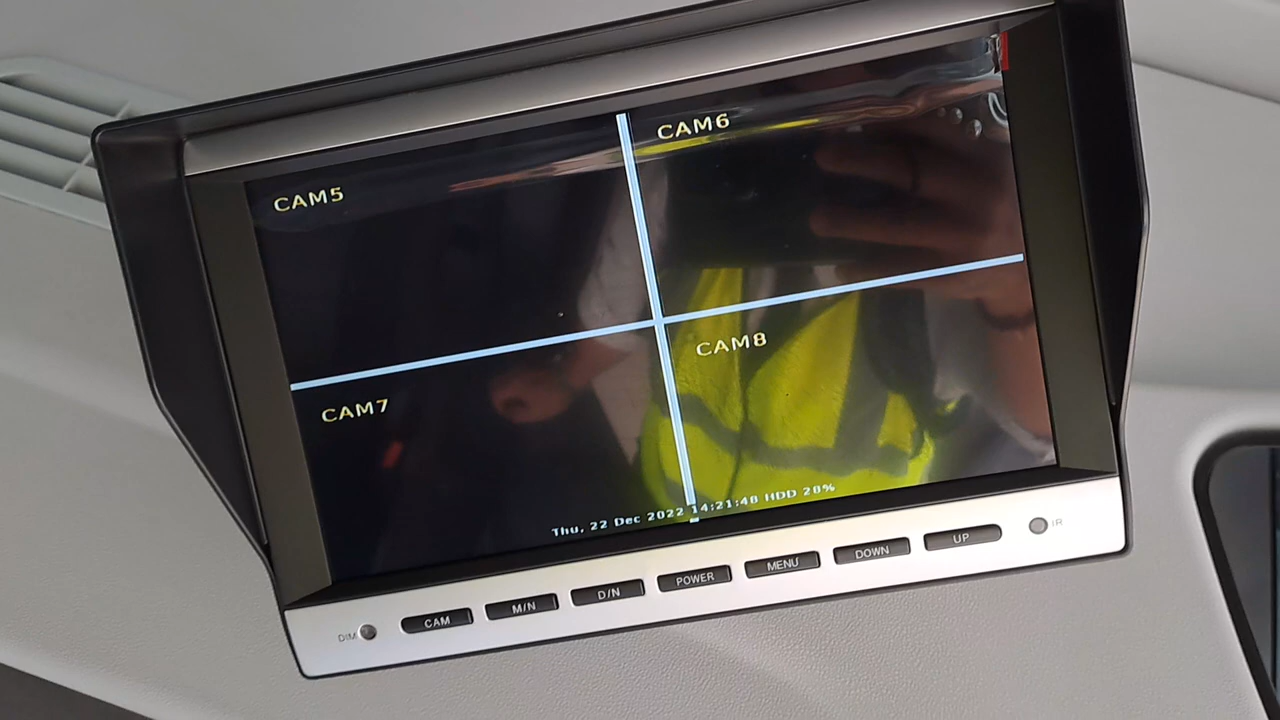 CAM5
CAM6
CAM7
CAM8
Thu, 22 Dec 2022 14:21:48 HDD 28%
DIM
CAM
M/N
D/N
POWER
MENU
DOWN
UP
IR